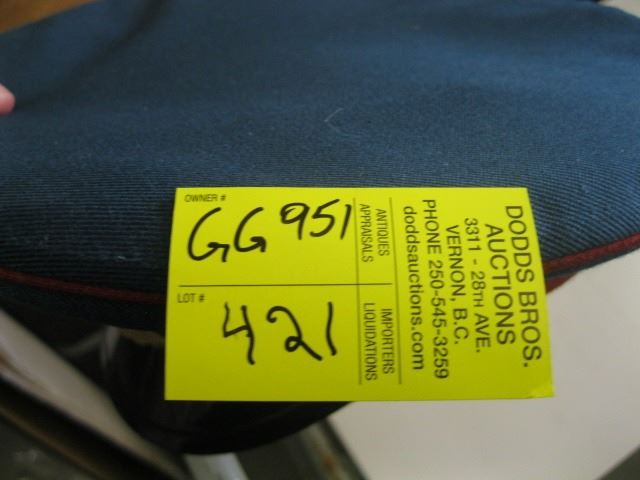 OWNER #
GG951
LOT #
421
ANTIQUES
APPRAISALS
IMPORTERS
LIQUIDATIONS
DODDS BROS.
AUCTIONS
3311 - 28TH AVE.
VERNON, B.C.
PHONE 250-545-3259
doddsauctions.com